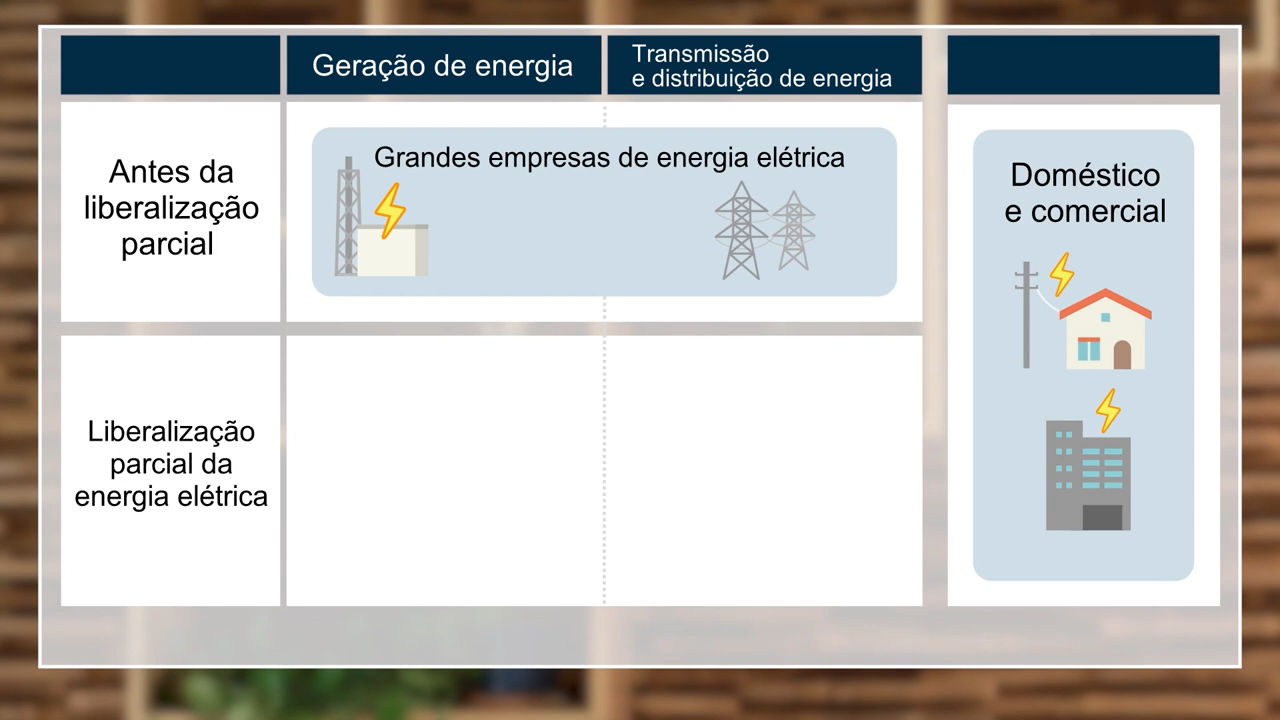 Geração de energia
Transmissão
e distribuição de energia
Antes da
liberalização
parcial
Grandes empresas de energia elétrica
Doméstico
e comercial
Liberalização
parcial da
energia elétrica